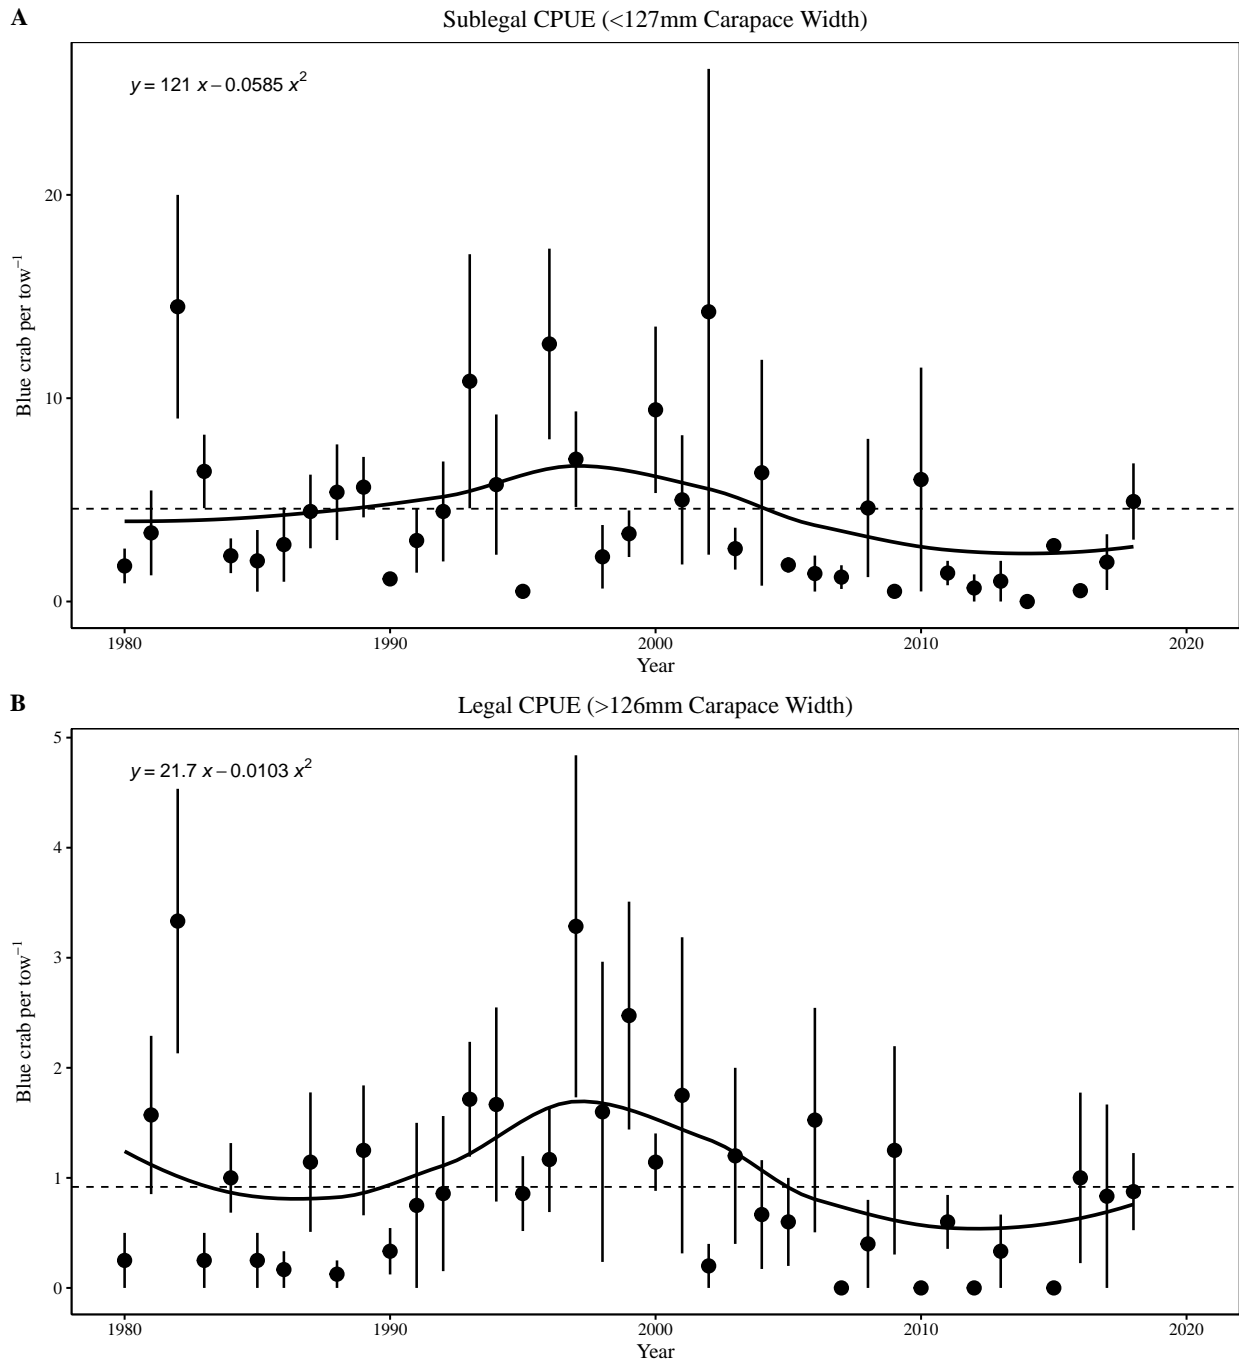 A
Sublegal CPUE (<127mm Carapace Width)
y = 121 x − 0.0585 x²
20
10
0
Blue crab per tow⁻¹
1980 1990 2000 2010 2020
Year
B
Legal CPUE (>126mm Carapace Width)
y = 21.7 x − 0.0103 x²
5
4
3
2
1
0
Blue crab per tow⁻¹
1980 1990 2000 2010 2020
Year